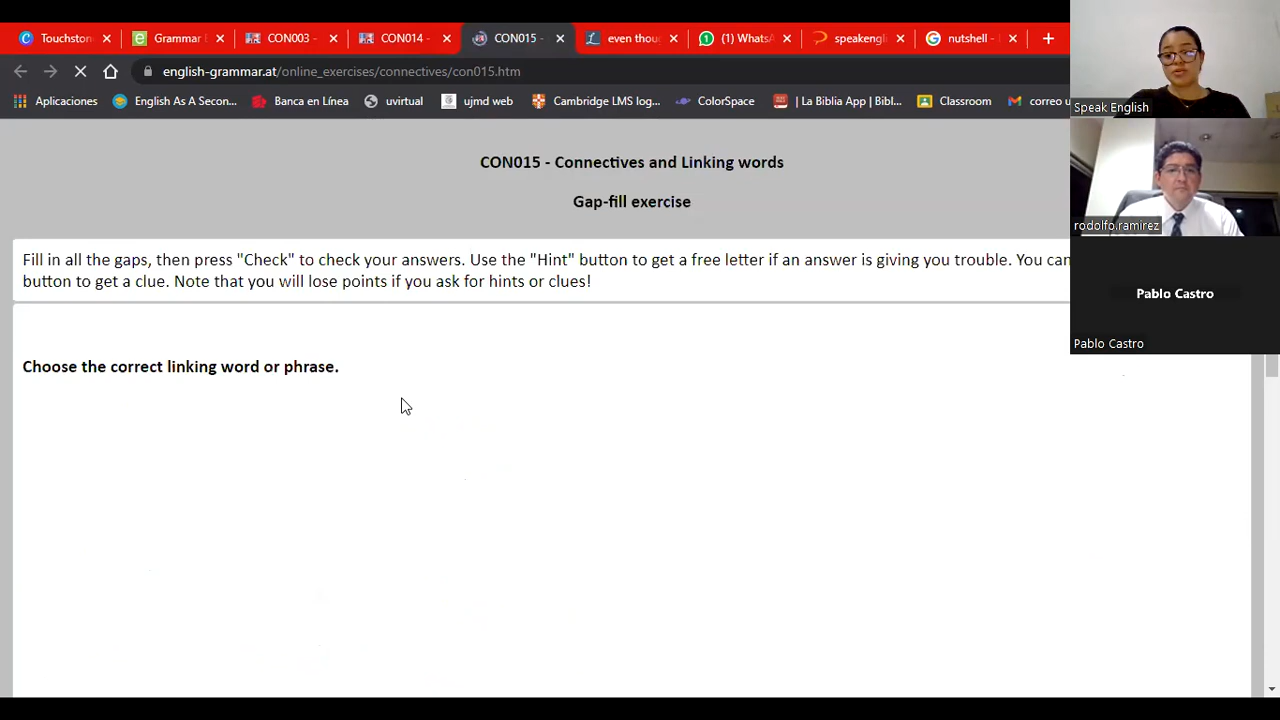 Touchston
Grammar E
CON003 -
CON014 -
CON015 -
even thoug
(1) WhatsA
speakengli
nutshell -
english-grammar.at/online_exercises/connectives/con015.htm
Aplicaciones
English As A Secon...
Banca en Línea
uvirtual
ujmd web
Cambridge LMS log...
ColorSpace
| La Biblia App | Bibl...
Classroom
correo u
Speak English
CON015 - Connectives and Linking words
Gap-fill exercise
rodolfo.ramirez
Fill in all the gaps, then press "Check" to check your answers. Use the "Hint" button to get a free letter if an answer is giving you trouble. You can
button to get a clue. Note that you will lose points if you ask for hints or clues!
Pablo Castro
Pablo Castro
Choose the correct linking word or phrase.